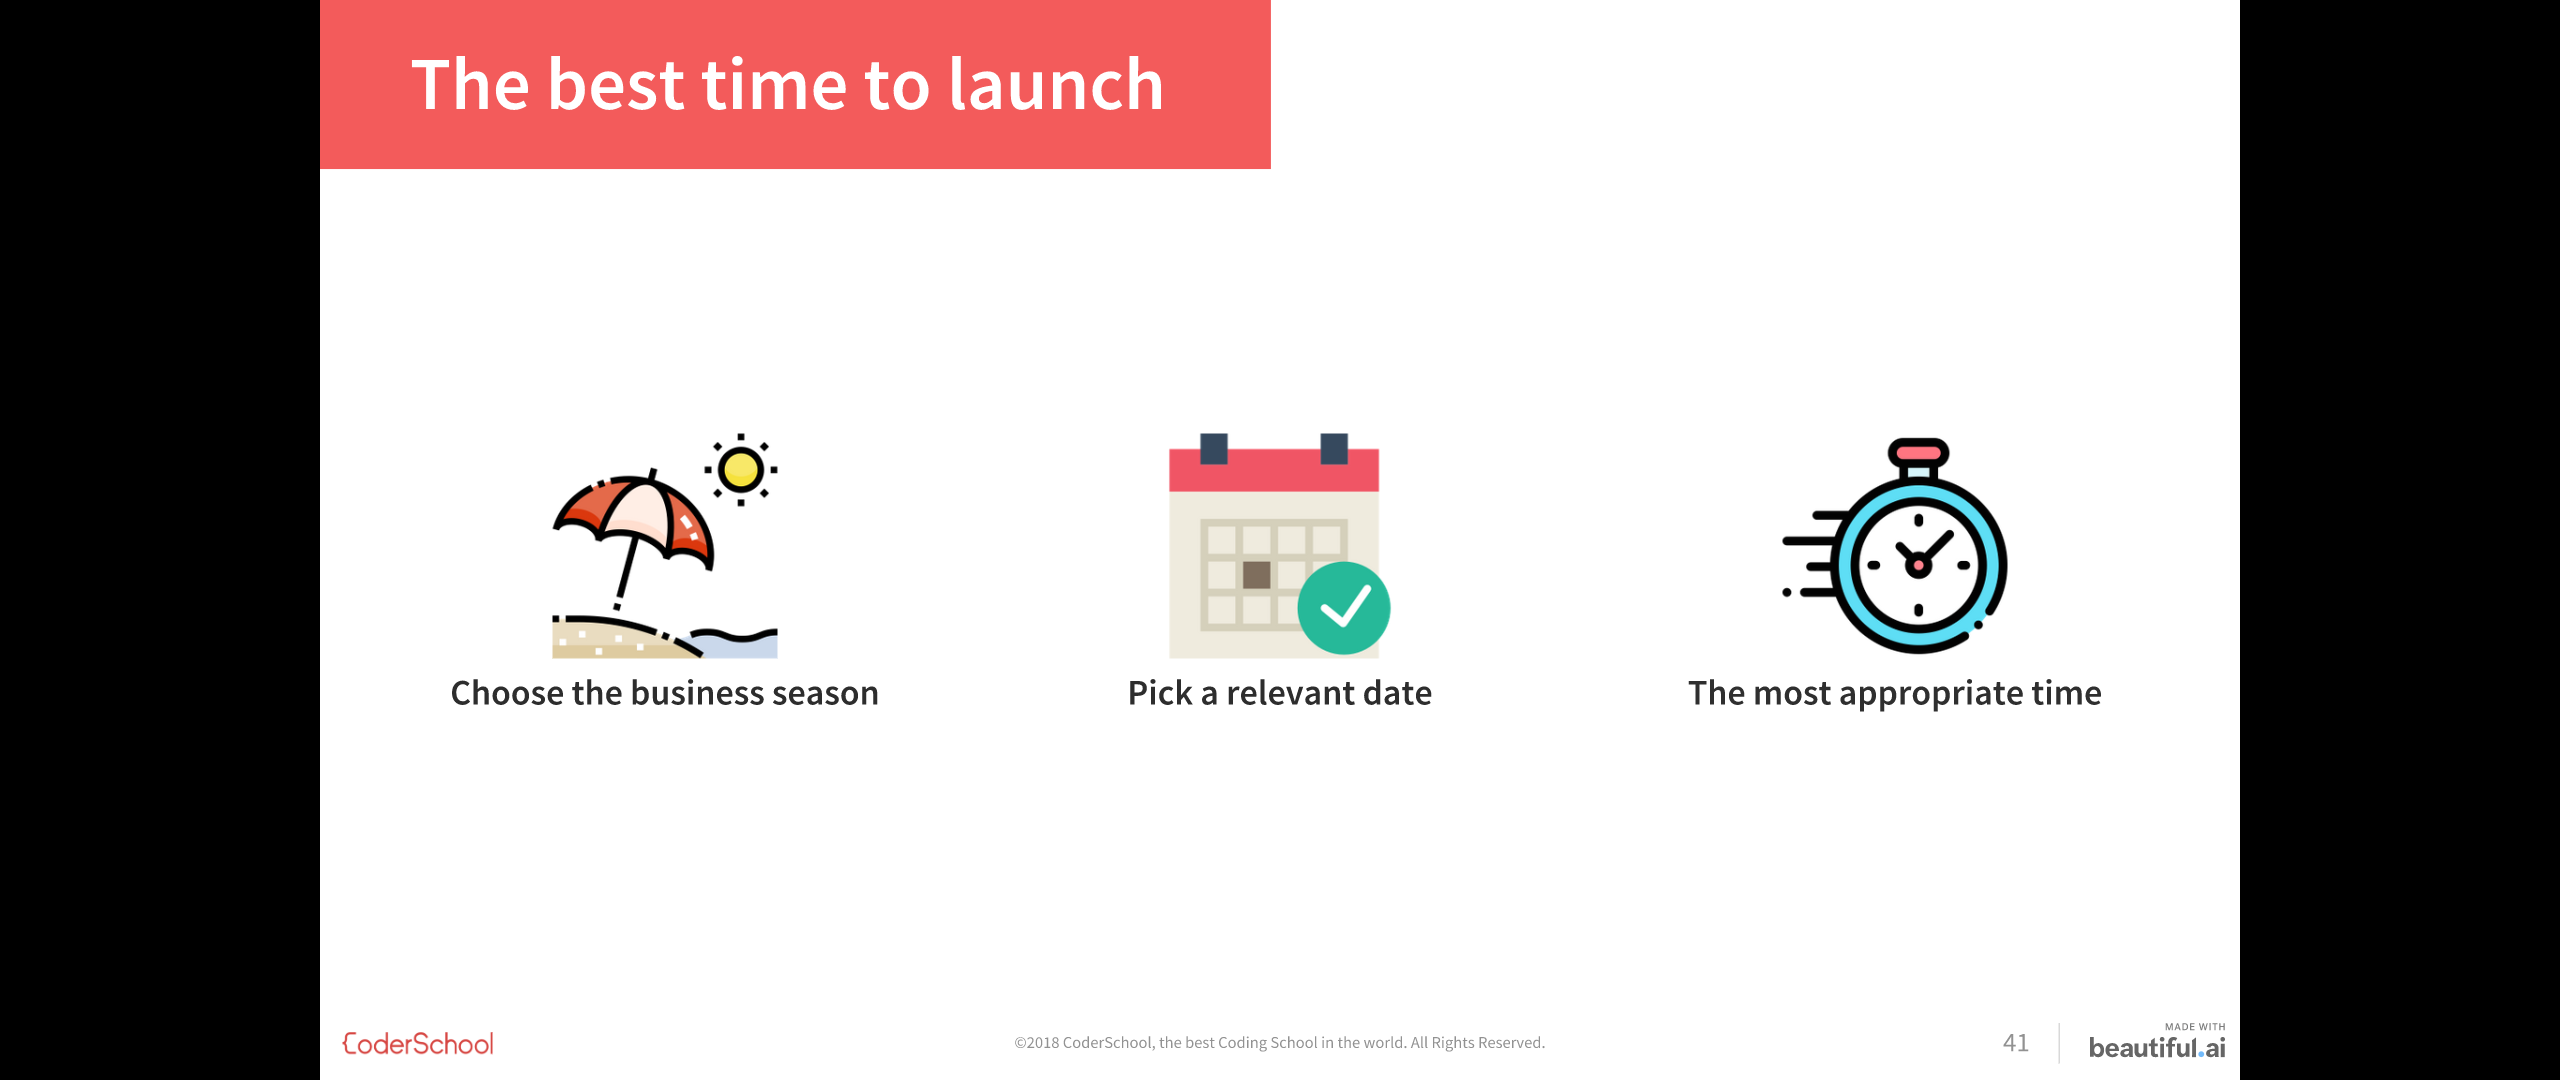 The best time to launch
Choose the business season
Pick a relevant date
The most appropriate time
CoderSchool
©2018 CoderSchool, the best Coding School in the world. All Rights Reserved.
41
MADE WITH
beautiful.ai